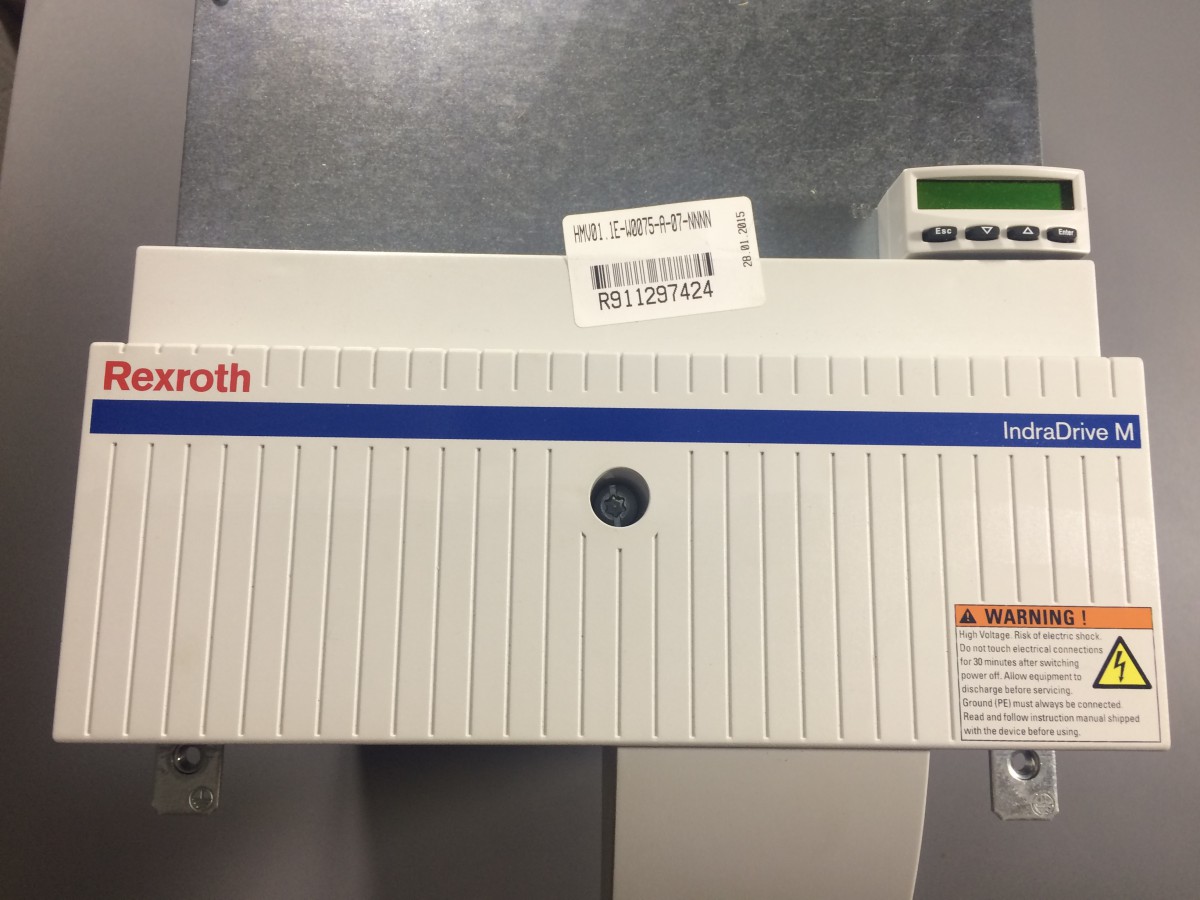 HMV01.1E-W0075-A-07-NNNN
28.01.2015
R911297424
Esc
Enter
Rexroth
IndraDrive M
WARNING !
High Voltage. Risk of electric shock.
Do not touch electrical connections
for 30 minutes after switching
power off. Allow equipment to
discharge before servicing.
Ground (PE) must always be connected.
Read and follow instruction manual shipped
with the device before using.